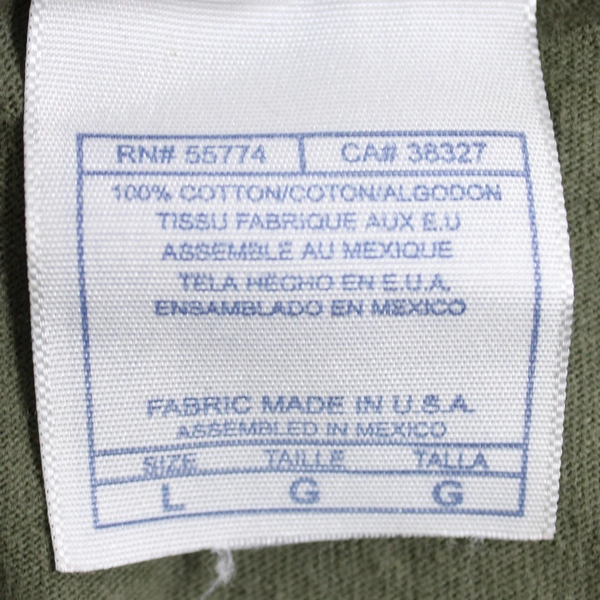 RN# 55774 CA# 38327
100% COTTON/COTON/ALGODON
TISSU FABRIQUE AUX E.U
ASSEMBLE AU MEXIQUE
TELA HECHO EN E.U.A.
ENSAMBLADO EN MEXICO
FABRIC MADE IN U.S.A.
ASSEMBLED IN MEXICO
SIZE TAILLE TALLA
L G G